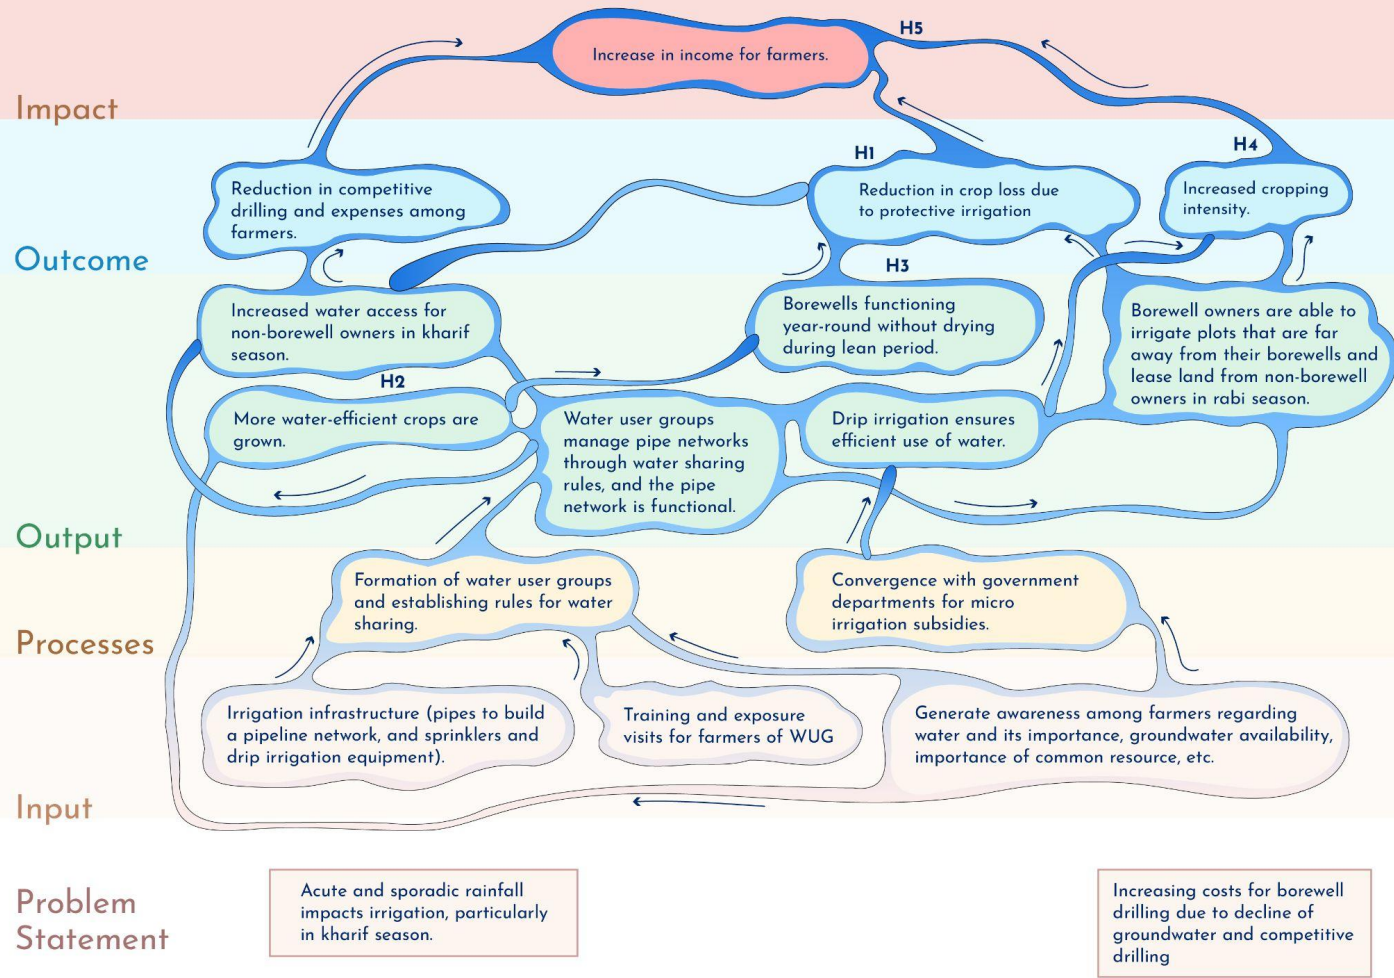 H5
Increase in income for farmers.
Impact
H1
H4
Reduction in competitive
drilling and expenses among
farmers.
Reduction in crop loss due
to protective irrigation
Increased cropping
intensity.
Outcome
H3
Increased water access for
non-borewell owners in kharif
season.
Borewells functioning
year-round without drying
during lean period.
Borewell owners are able to
irrigate plots that are far
away from their borewells and
lease land from non-borewell
owners in rabi season.
H2
More water-efficient crops are
grown.
Water user groups
manage pipe networks
through water sharing
rules, and the pipe
network is functional.
Drip irrigation ensures
efficient use of water.
Output
Formation of water user groups
and establishing rules for water
sharing.
Convergence with government
departments for micro
irrigation subsidies.
Processes
Irrigation infrastructure (pipes to build
a pipeline network, and sprinklers and
drip irrigation equipment).
Training and exposure
visits for farmers of WUG
Generate awareness among farmers regarding
water and its importance, groundwater availability,
importance of common resource, etc.
Input
Problem
Statement
Acute and sporadic rainfall
impacts irrigation, particularly
in kharif season.
Increasing costs for borewell
drilling due to decline of
groundwater and competitive
drilling